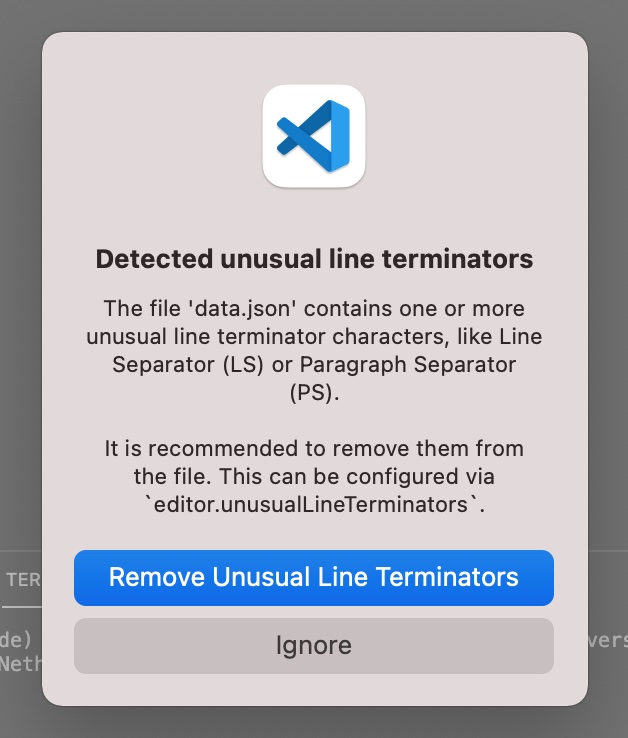 Detected unusual line terminators
The file 'data.json' contains one or more
unusual line terminator characters, like Line
Separator (LS) or Paragraph Separator
(PS).
It is recommended to remove them from
the file. This can be configured via
`editor.unusualLineTerminators`.
TER
Remove Unusual Line Terminators
de)
vers
Ignore
Neth